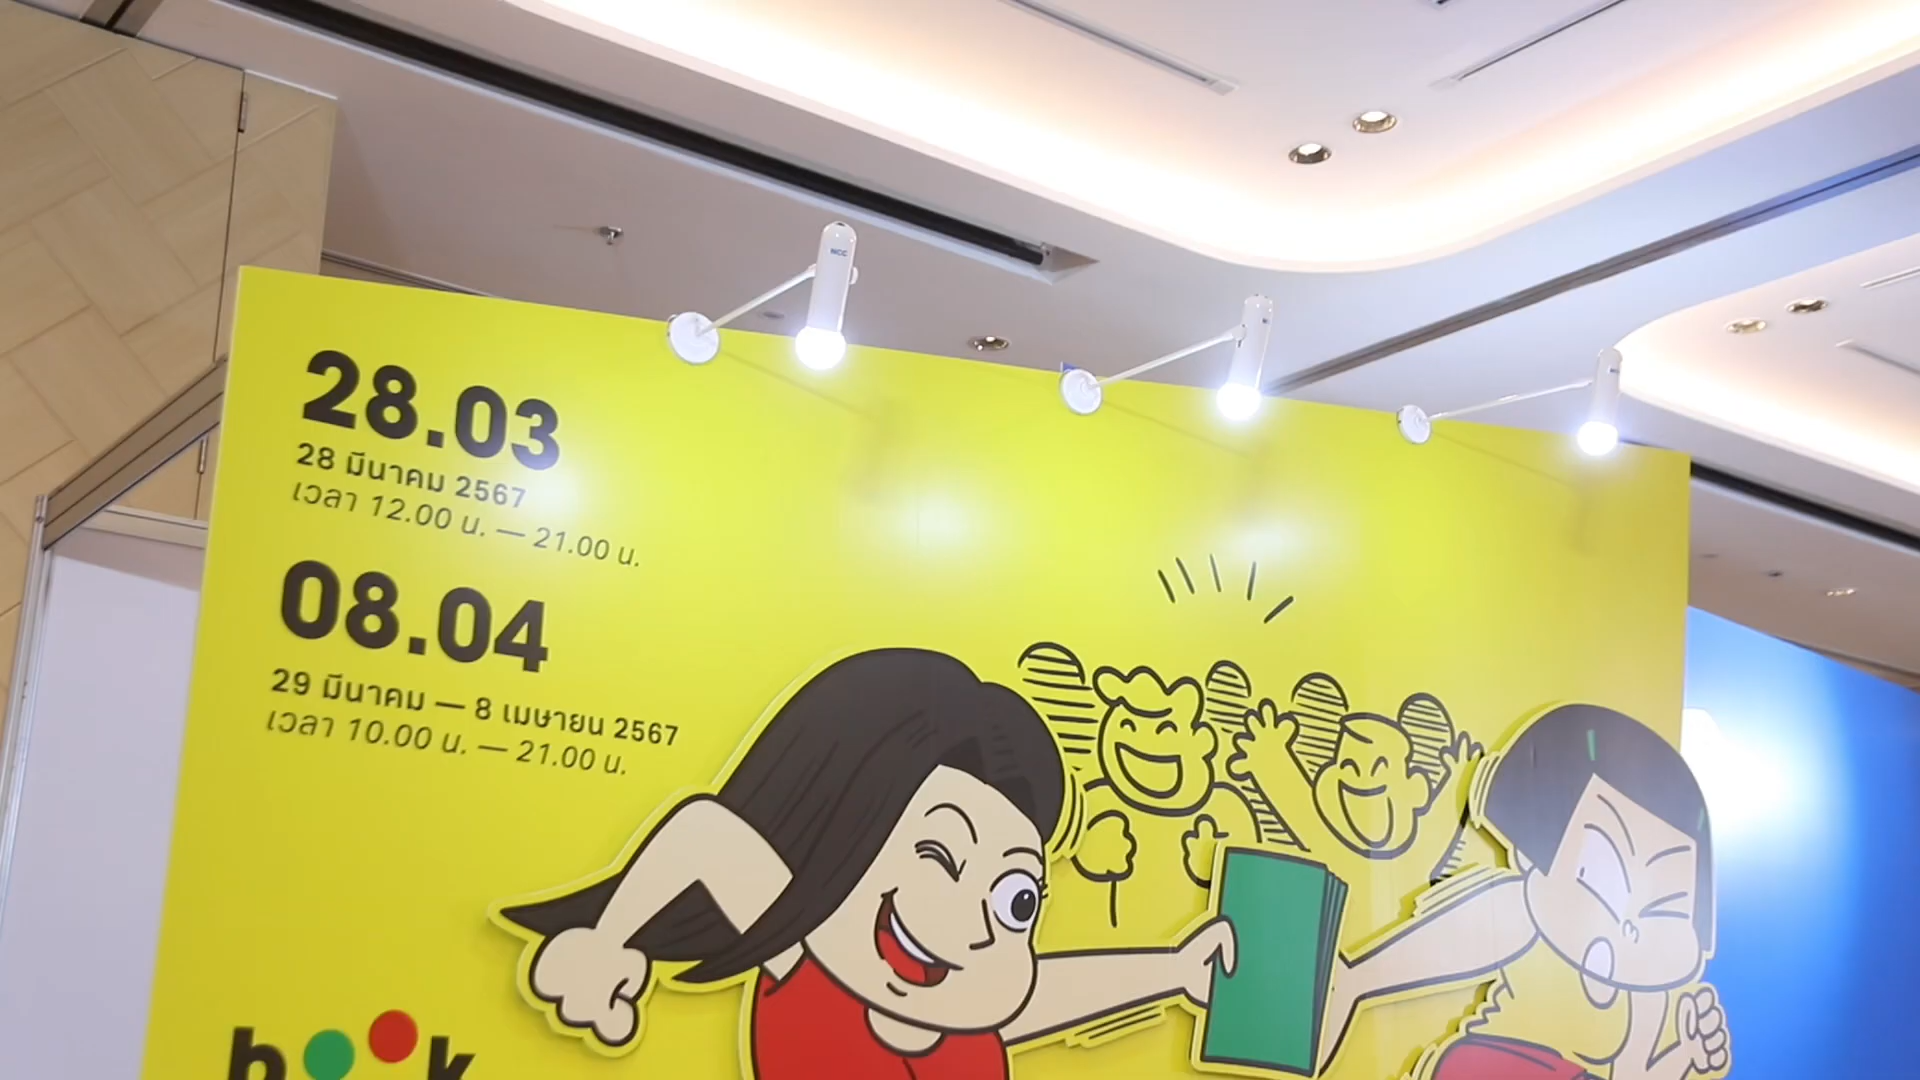 NCC
28.03
28 มีนาคม 2567
เวลา 12.00 น. — 21.00 น.
08.04
29 มีนาคม — 8 เมษายน 2567
เวลา 10.00 น. — 21.00 น.
book